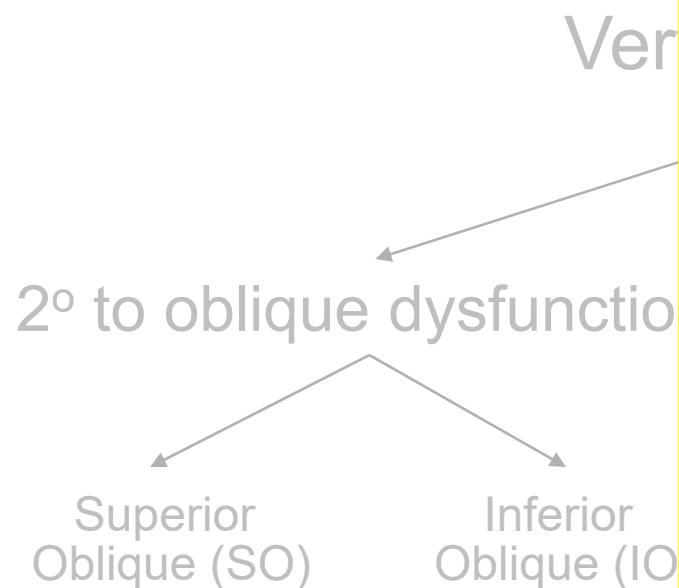 Ver
2º to oblique dysfunctio
Superior Inferior
Oblique (SO) Oblique (IO